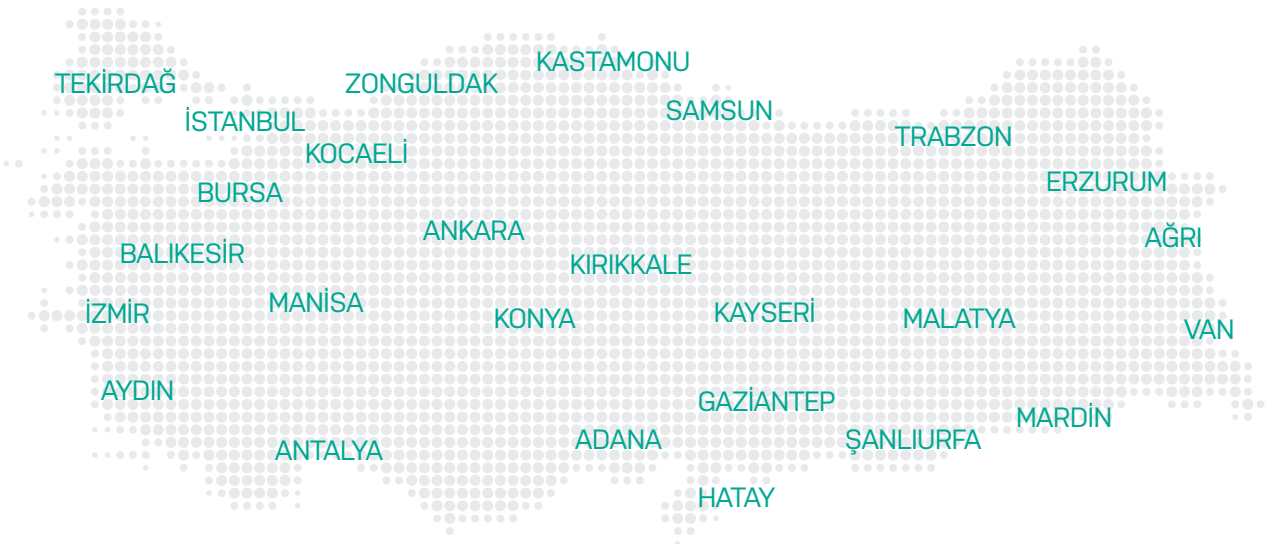 KASTAMONU
TEKİRDAĞ
ZONGULDAK
SAMSUN
İSTANBUL
TRABZON
KOCAELİ
ERZURUM
BURSA
ANKARA
AĞRI
BALIKESİR
KIRIKKALE
MANİSA
İZMİR
KONYA
KAYSERİ
MALATYA
VAN
AYDIN
GAZİANTEP
MARDİN
ADANA
ŞANLIURFA
ANTALYA
HATAY